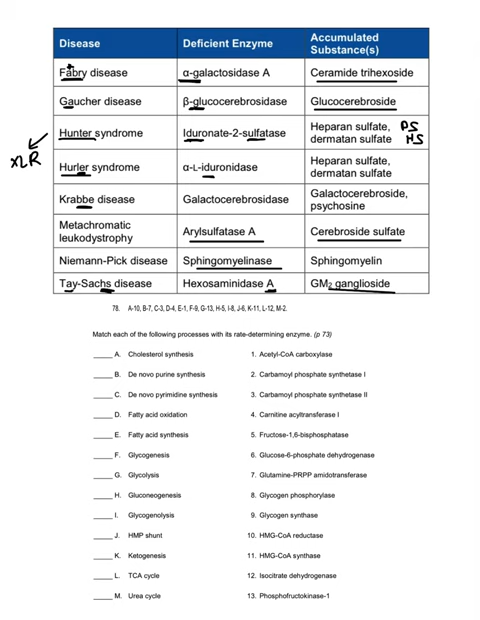 Disease Deficient Enzyme Accumulated Substance(s)
Fabry disease α-galactosidase A Ceramide trihexoside
Gaucher disease β-glucocerebrosidase Glucocerebroside
Hunter syndrome Iduronate-2-sulfatase Heparan sulfate, dermatan sulfate DS HS
XLR
Hurler syndrome α-L-iduronidase Heparan sulfate, dermatan sulfate
Krabbe disease Galactocerebrosidase Galactocerebroside, psychosine
Metachromatic leukodystrophy Arylsulfatase A Cerebroside sulfate
Niemann-Pick disease Sphingomyelinase Sphingomyelin
Tay-Sachs disease Hexosaminidase A GM2 ganglioside
78. A-10, B-7, C-3, D-4, E-1, F-9, G-13, H-5, I-8, J-6, K-11, L-12, M-2.
Match each of the following processes with its rate-determining enzyme. (p 73)
_____ A. Cholesterol synthesis 1. Acetyl-CoA carboxylase
_____ B. De novo purine synthesis 2. Carbamoyl phosphate synthetase I
_____ C. De novo pyrimidine synthesis 3. Carbamoyl phosphate synthetase II
_____ D. Fatty acid oxidation 4. Carnitine acyltransferase I
_____ E. Fatty acid synthesis 5. Fructose-1,6-bisphosphatase
_____ F. Glycogenesis 6. Glucose-6-phosphate dehydrogenase
_____ G. Glycolysis 7. Glutamine-PRPP amidotransferase
_____ H. Gluconeogenesis 8. Glycogen phosphorylase
_____ I. Glycogenolysis 9. Glycogen synthase
_____ J. HMP shunt 10. HMG-CoA reductase
_____ K. Ketogenesis 11. HMG-CoA synthase
_____ L. TCA cycle 12. Isocitrate dehydrogenase
_____ M. Urea cycle 13. Phosphofructokinase-1